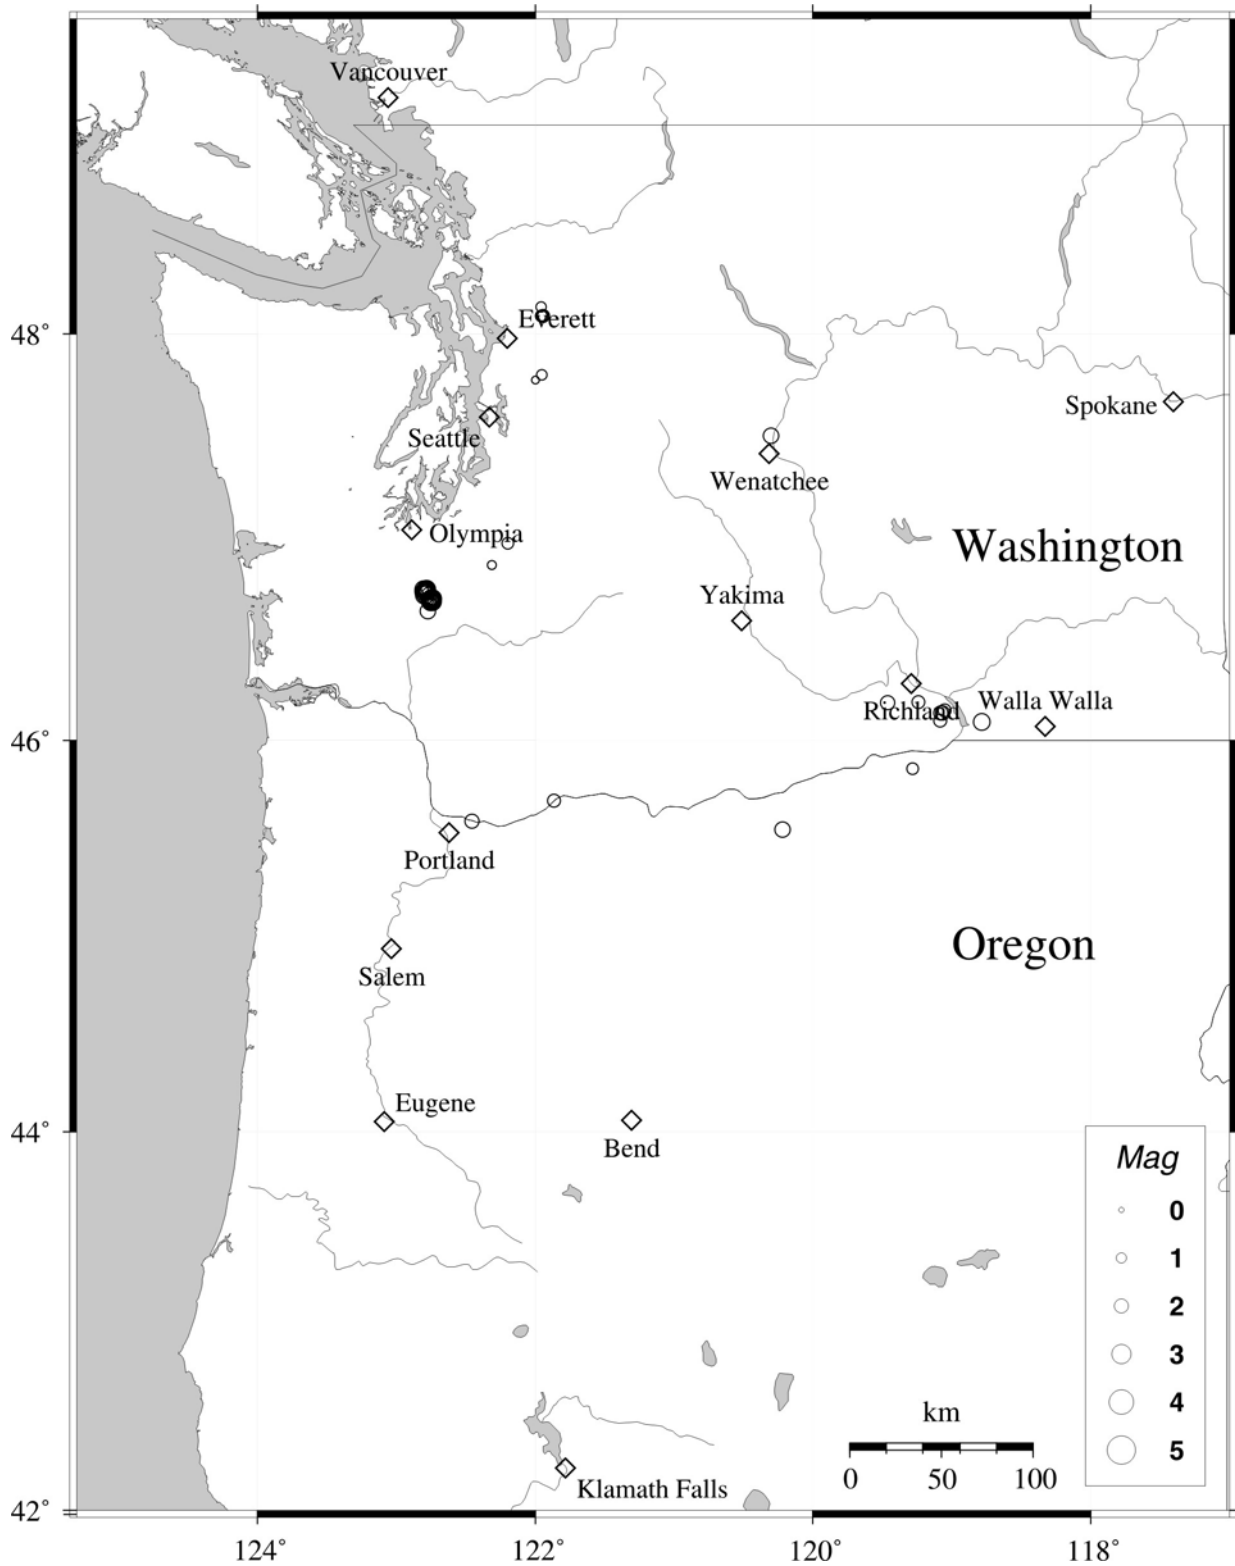 Vancouver
Everett
48°
Spokane
Seattle
Wenatchee
Olympia
Washington
Yakima
Walla Walla
Richland
46°
Portland
Oregon
Salem
Eugene
44°
Bend
Mag
0
1
2
3
4
5
km
0 50 100
Klamath Falls
42°
124° 122° 120° 118°